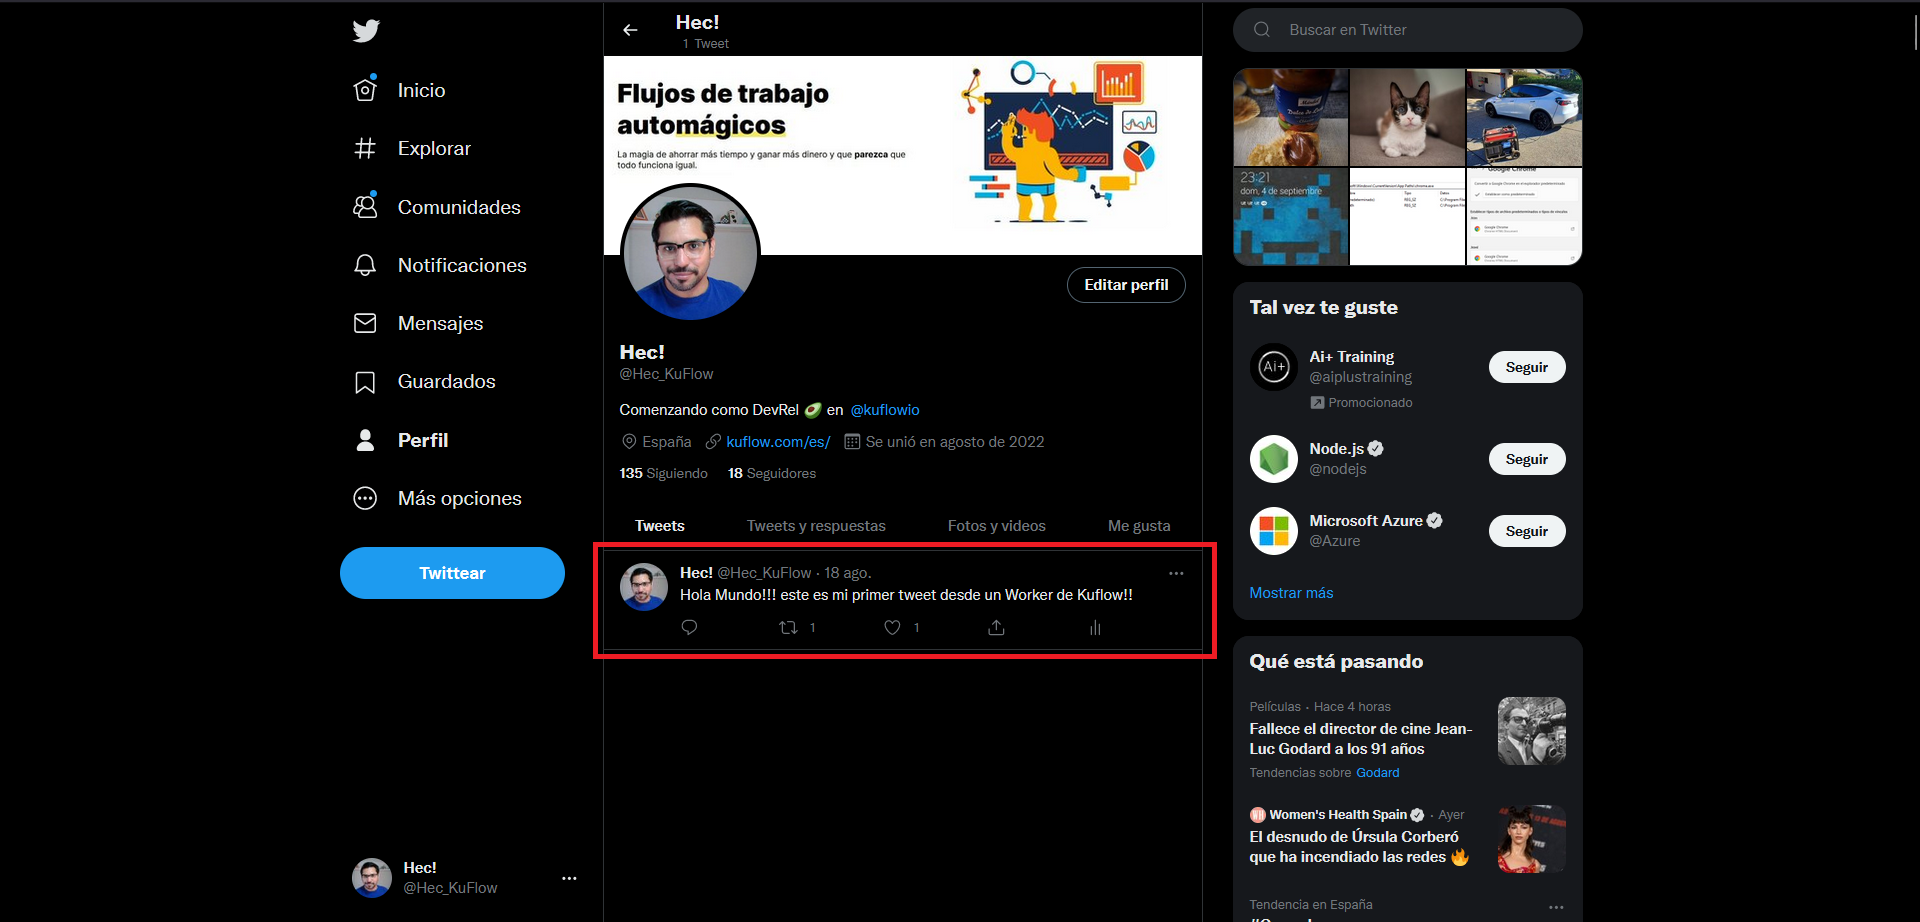 Inicio
Explorar
Comunidades
Notificaciones
Mensajes
Guardados
Perfil
Más opciones
Twittear
Hec!
@Hec_KuFlow
Hec!
1 Tweet
Flujos de trabajo
automágicos
La magia de ahorrar más tiempo y ganar más dinero y que parezca que
todo funciona igual.
Editar perfil
Hec!
@Hec_KuFlow
Comenzando como DevRel 🥑 en @kuflowio
España kuflow.com/es/ Se unió en agosto de 2022
135 Siguiendo 18 Seguidores
Tweets Tweets y respuestas Fotos y videos Me gusta
Hec! @Hec_KuFlow · 18 ago.
Hola Mundo!!! este es mi primer tweet desde un Worker de Kuflow!!
1 1
Buscar en Twitter
23:21
dom, 4 de septiembre
Google Chrome
Tal vez te guste
Ai+
Ai+ Training
@aiplustraining
Promocionado
Seguir
Node.js
@nodejs
Seguir
Microsoft Azure
@Azure
Seguir
Mostrar más
Qué está pasando
Películas · Hace 4 horas
Fallece el director de cine Jean-
Luc Godard a los 91 años
Tendencias sobre Godard
Women's Health Spain · Ayer
El desnudo de Úrsula Corberó
que ha incendiado las redes 🔥
Tendencia en España